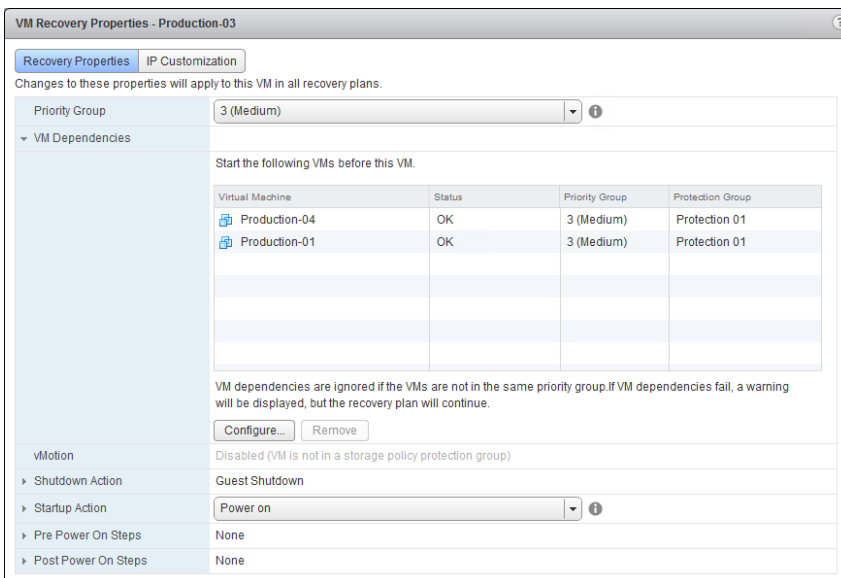 VM Recovery Properties - Production-03
?
Recovery Properties IP Customization
Changes to these properties will apply to this VM in all recovery plans.
Priority Group 3 (Medium)
VM Dependencies
Start the following VMs before this VM.
Virtual Machine Status Priority Group Protection Group
Production-04 OK 3 (Medium) Protection 01
Production-01 OK 3 (Medium) Protection 01
VM dependencies are ignored if the VMs are not in the same priority group.If VM dependencies fail, a warning
will be displayed, but the recovery plan will continue.
Configure... Remove
vMotion Disabled (VM is not in a storage policy protection group)
Shutdown Action Guest Shutdown
Startup Action Power on
Pre Power On Steps None
Post Power On Steps None